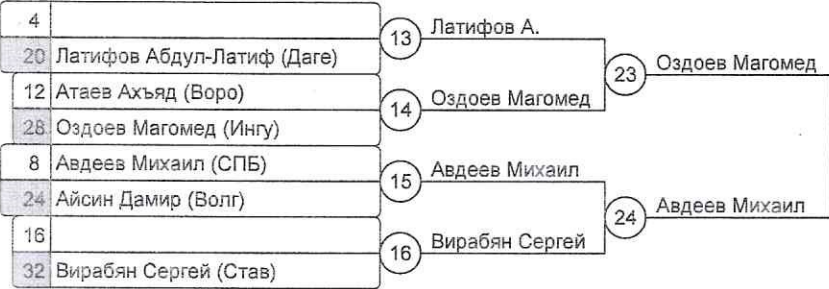 4
20 Латифов Абдул-Латиф (Даге)
12 Атаев Ахъяд (Воро)
28 Оздоев Магомед (Ингу)
8 Авдеев Михаил (СПБ)
24 Айсин Дамир (Волг)
16
32 Вирабян Сергей (Став)
13 Латифов А.
14 Оздоев Магомед
15 Авдеев Михаил
16 Вирабян Сергей
23 Оздоев Магомед
24 Авдеев Михаил